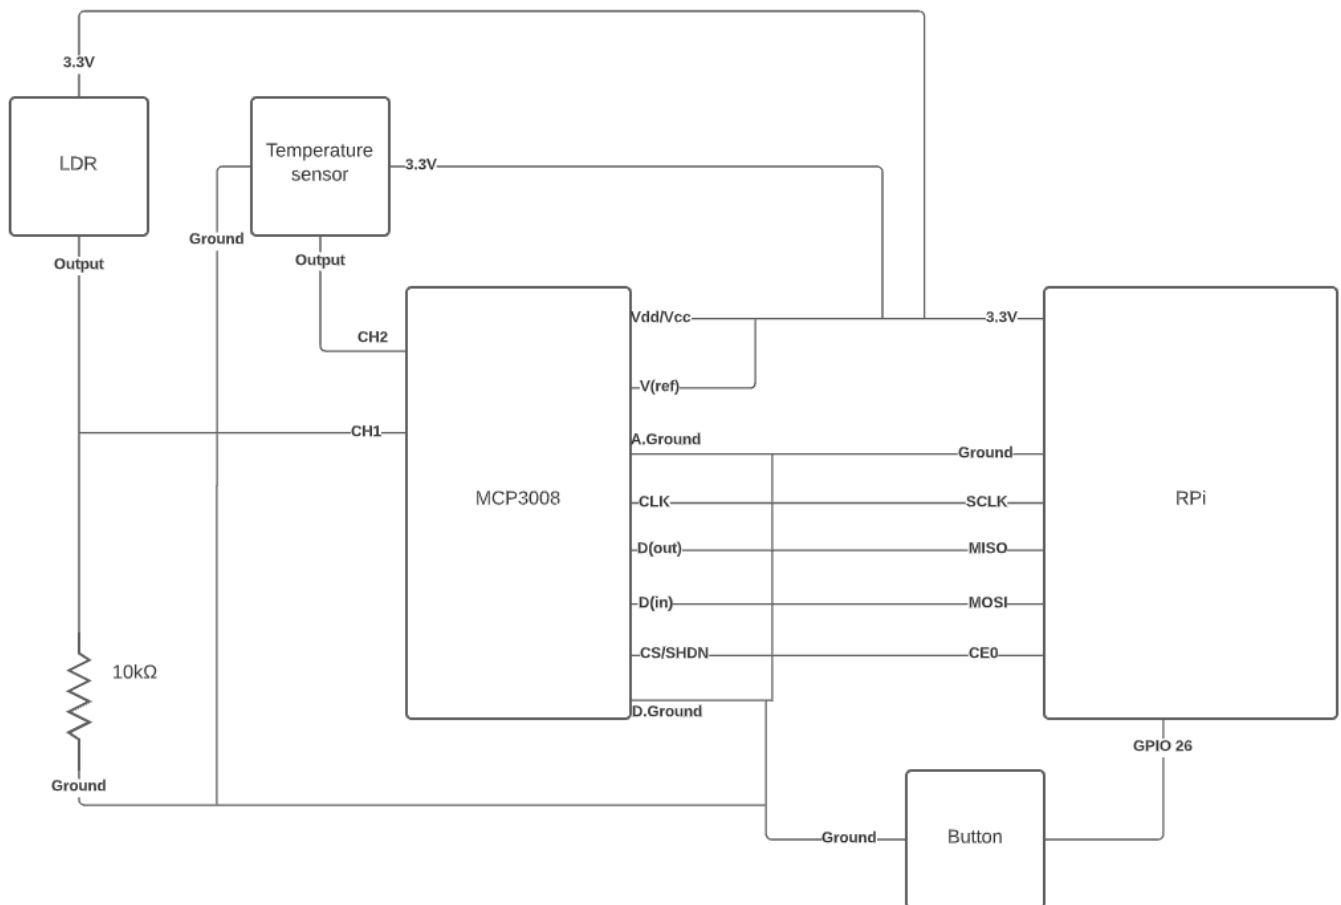 3.3V
LDR
Temperature
sensor
3.3V
Ground
Output
Output
Vdd/Vcc
3.3V
CH2
V(ref)
CH1
A.Ground
Ground
MCP3008
RPi
CLK
SCLK
D(out)
MISO
D(in)
MOSI
CS/SHDN
CE0
10kΩ
D.Ground
GPIO 26
Ground
Ground
Button